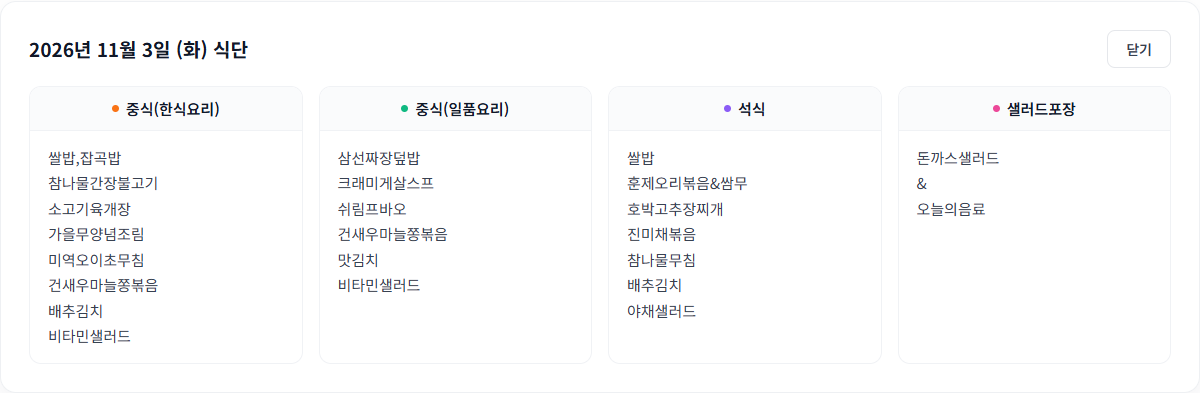 2026년 11월 3일 (화) 식단
닫기
중식(한식요리)
쌀밥,잡곡밥
참나물간장불고기
소고기육개장
가을무양념조림
미역오이초무침
건새우마늘쫑볶음
배추김치
비타민샐러드
중식(일품요리)
삼선짜장덮밥
크래미게살스프
쉬림프바오
건새우마늘쫑볶음
맛김치
비타민샐러드
석식
쌀밥
훈제오리볶음&쌈무
호박고추장찌개
진미채볶음
참나물무침
배추김치
야채샐러드
샐러드포장
돈까스샐러드
&
오늘의음료